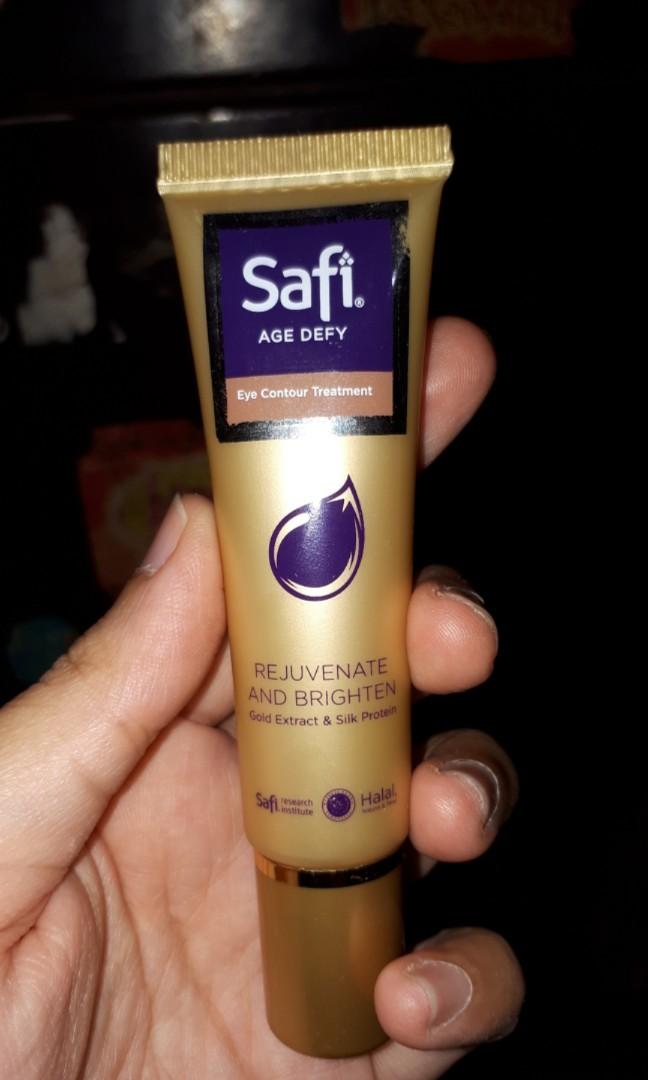 Safi®
AGE DEFY
Eye Contour Treatment
REJUVENATE
AND BRIGHTEN
Gold Extract & Silk Protein
Safi research
institute
Halal